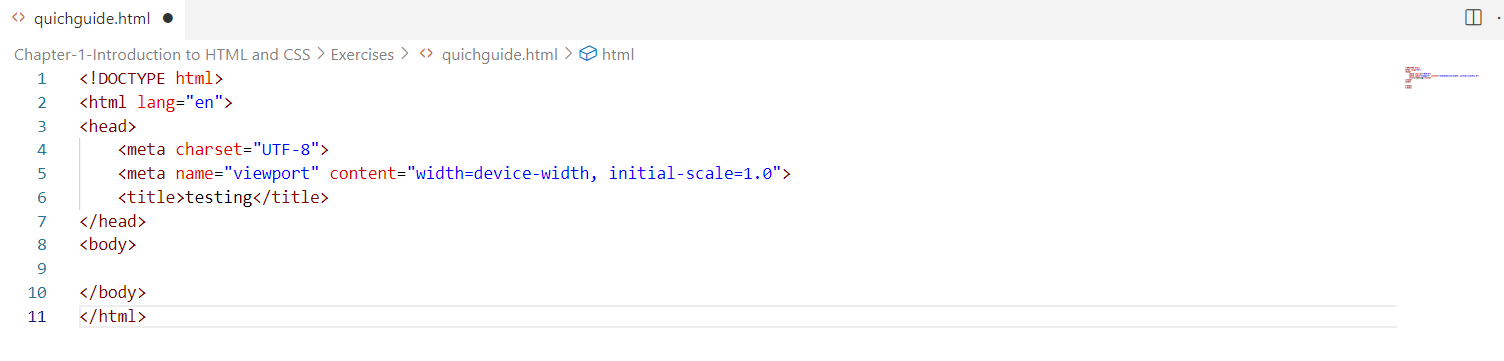 quichguide.html
Chapter-1-Introduction to HTML and CSS > Exercises > <> quichguide.html > html
1 <!DOCTYPE html>
2 <html lang="en">
3 <head>
4     <meta charset="UTF-8">
5     <meta name="viewport" content="width=device-width, initial-scale=1.0">
6     <title>testing</title>
7 </head>
8 <body>
9
10 </body>
11 </html>